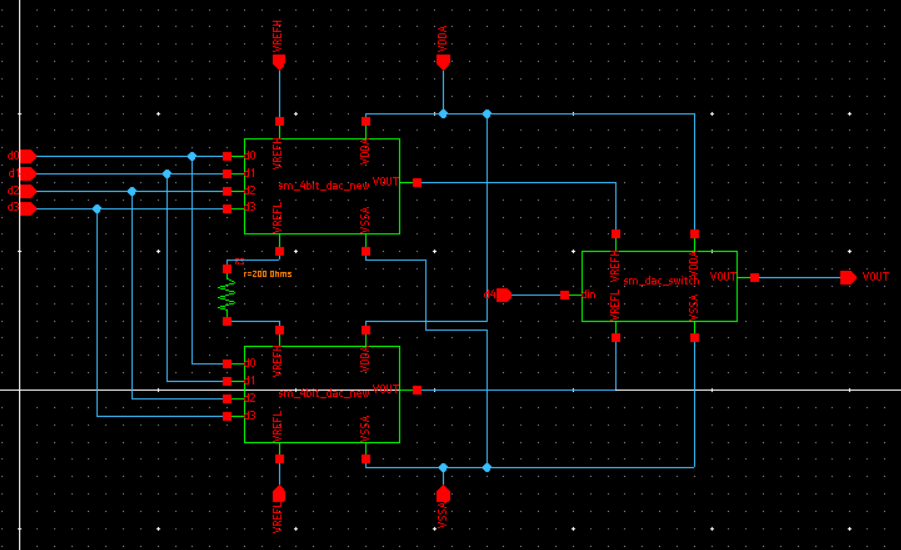 VREFH
VDDA
d0
d1
d2
d3
d0
d1
d2
d3
VREFH
VDDA
sm_4bit_dac_new
VOUT
VREFL
VSSA
r=200 Ohms
d4
din
VREFH
VDDA
sm_dac_switch
VOUT
VREFL
VSSA
VOUT
d0
d1
d2
d3
VREFH
VDDA
sm_4bit_dac_new
VOUT
VREFL
VSSA
VREFL
VSSA